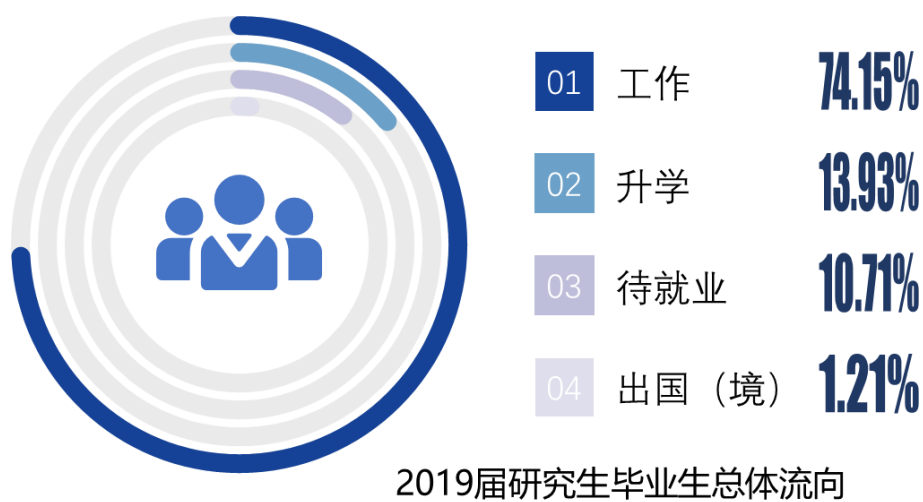 01 工作 74.15%
02 升学 13.93%
03 待就业 10.71%
04 出国（境） 1.21%
2019届研究生毕业生总体流向